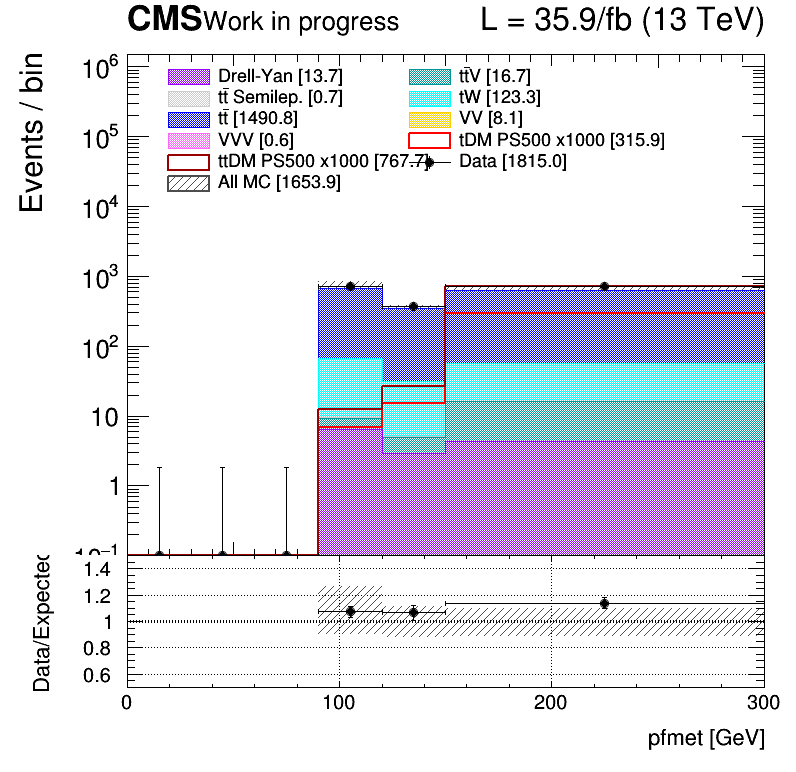 CMS Work in progress L = 35.9/fb (13 TeV)
Events / bin
10⁶
10⁵
10⁴
10³
10²
10
1
10⁻¹
Drell-Yan [13.7]
tt̄V [16.7]
tt̄ Semilep. [0.7]
tW [123.3]
tt̄ [1490.8]
VV [8.1]
VVV [0.6]
tDM PS500 x1000 [315.9]
ttDM PS500 x1000 [767.7]
Data [1815.0]
All MC [1653.9]
Data/Expected
1.4
1.2
1
0.8
0.6
0 100 200 300
pfmet [GeV]